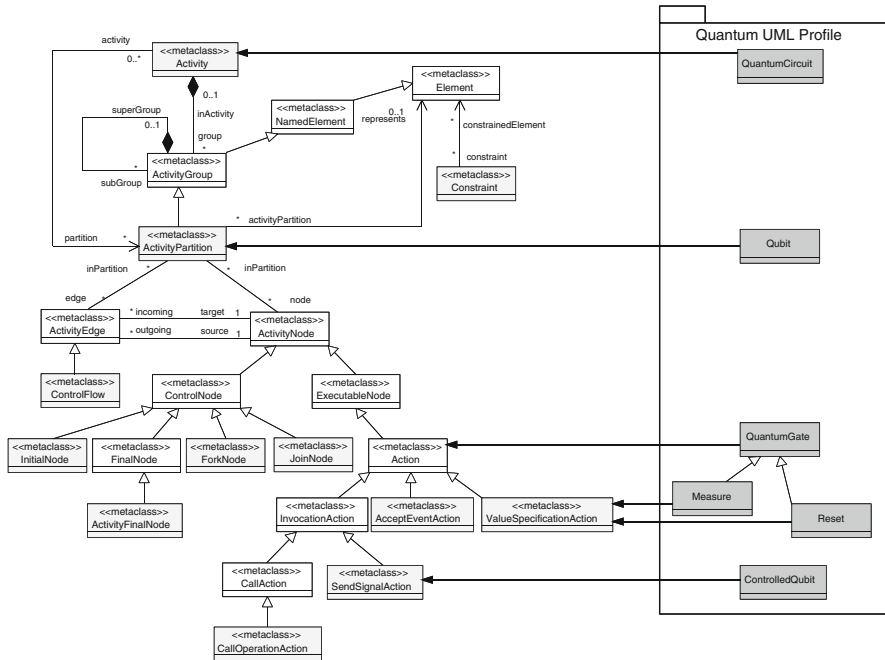 Quantum UML Profile
activity
0..*
<<metaclass>>
Activity
QuantumCircuit
<<metaclass>>
Element
0..1
inActivity
superGroup
0..1
<<metaclass>>
NamedElement
0..1
represents
*
constrainedElement
group
*
*
constraint
<<metaclass>>
ActivityGroup
*
subGroup
<<metaclass>>
Constraint
*
activityPartition
partition
*
<<metaclass>>
ActivityPartition
Qubit
inPartition
*
*
inPartition
edge
*
*
node
<<metaclass>>
ActivityEdge
*
incoming
target
1
*
outgoing
source
1
<<metaclass>>
ActivityNode
<<metaclass>>
ControlFlow
<<metaclass>>
ControlNode
<<metaclass>>
ExecutableNode
<<metaclass>>
InitialNode
<<metaclass>>
FinalNode
<<metaclass>>
ForkNode
<<metaclass>>
JoinNode
<<metaclass>>
Action
QuantumGate
<<metaclass>>
ActivityFinalNode
<<metaclass>>
InvocationAction
<<metaclass>>
AcceptEventAction
<<metaclass>>
ValueSpecificationAction
Measure
Reset
<<metaclass>>
CallAction
<<metaclass>>
SendSignalAction
ControlledQubit
<<metaclass>>
CallOperationAction